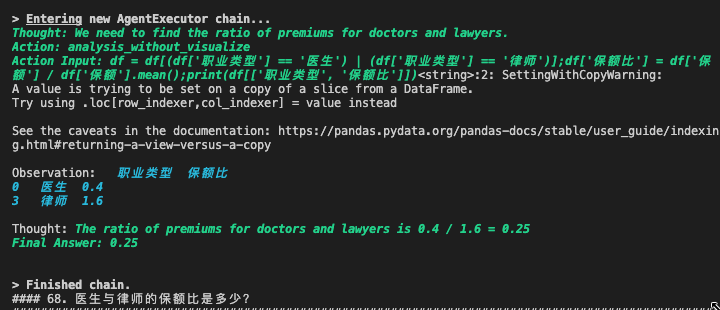 > Entering new AgentExecutor chain...
Thought: We need to find the ratio of premiums for doctors and lawyers.
Action: analysis_without_visualize
Action Input: df = df[(df['职业类型'] == '医生') | (df['职业类型'] == '律师')];df['保额比'] = df['保
额'] / df['保额'].mean();print(df[['职业类型', '保额比']])<string>:2: SettingWithCopyWarning:
A value is trying to be set on a copy of a slice from a DataFrame.
Try using .loc[row_indexer,col_indexer] = value instead
See the caveats in the documentation: https://pandas.pydata.org/pandas-docs/stable/user_guide/indexin
g.html#returning-a-view-versus-a-copy
Observation:   职业类型  保额比
0   医生  0.4
3   律师  1.6
Thought: The ratio of premiums for doctors and lawyers is 0.4 / 1.6 = 0.25
Final Answer: 0.25
> Finished chain.
#### 68. 医生与律师的保额比是多少?